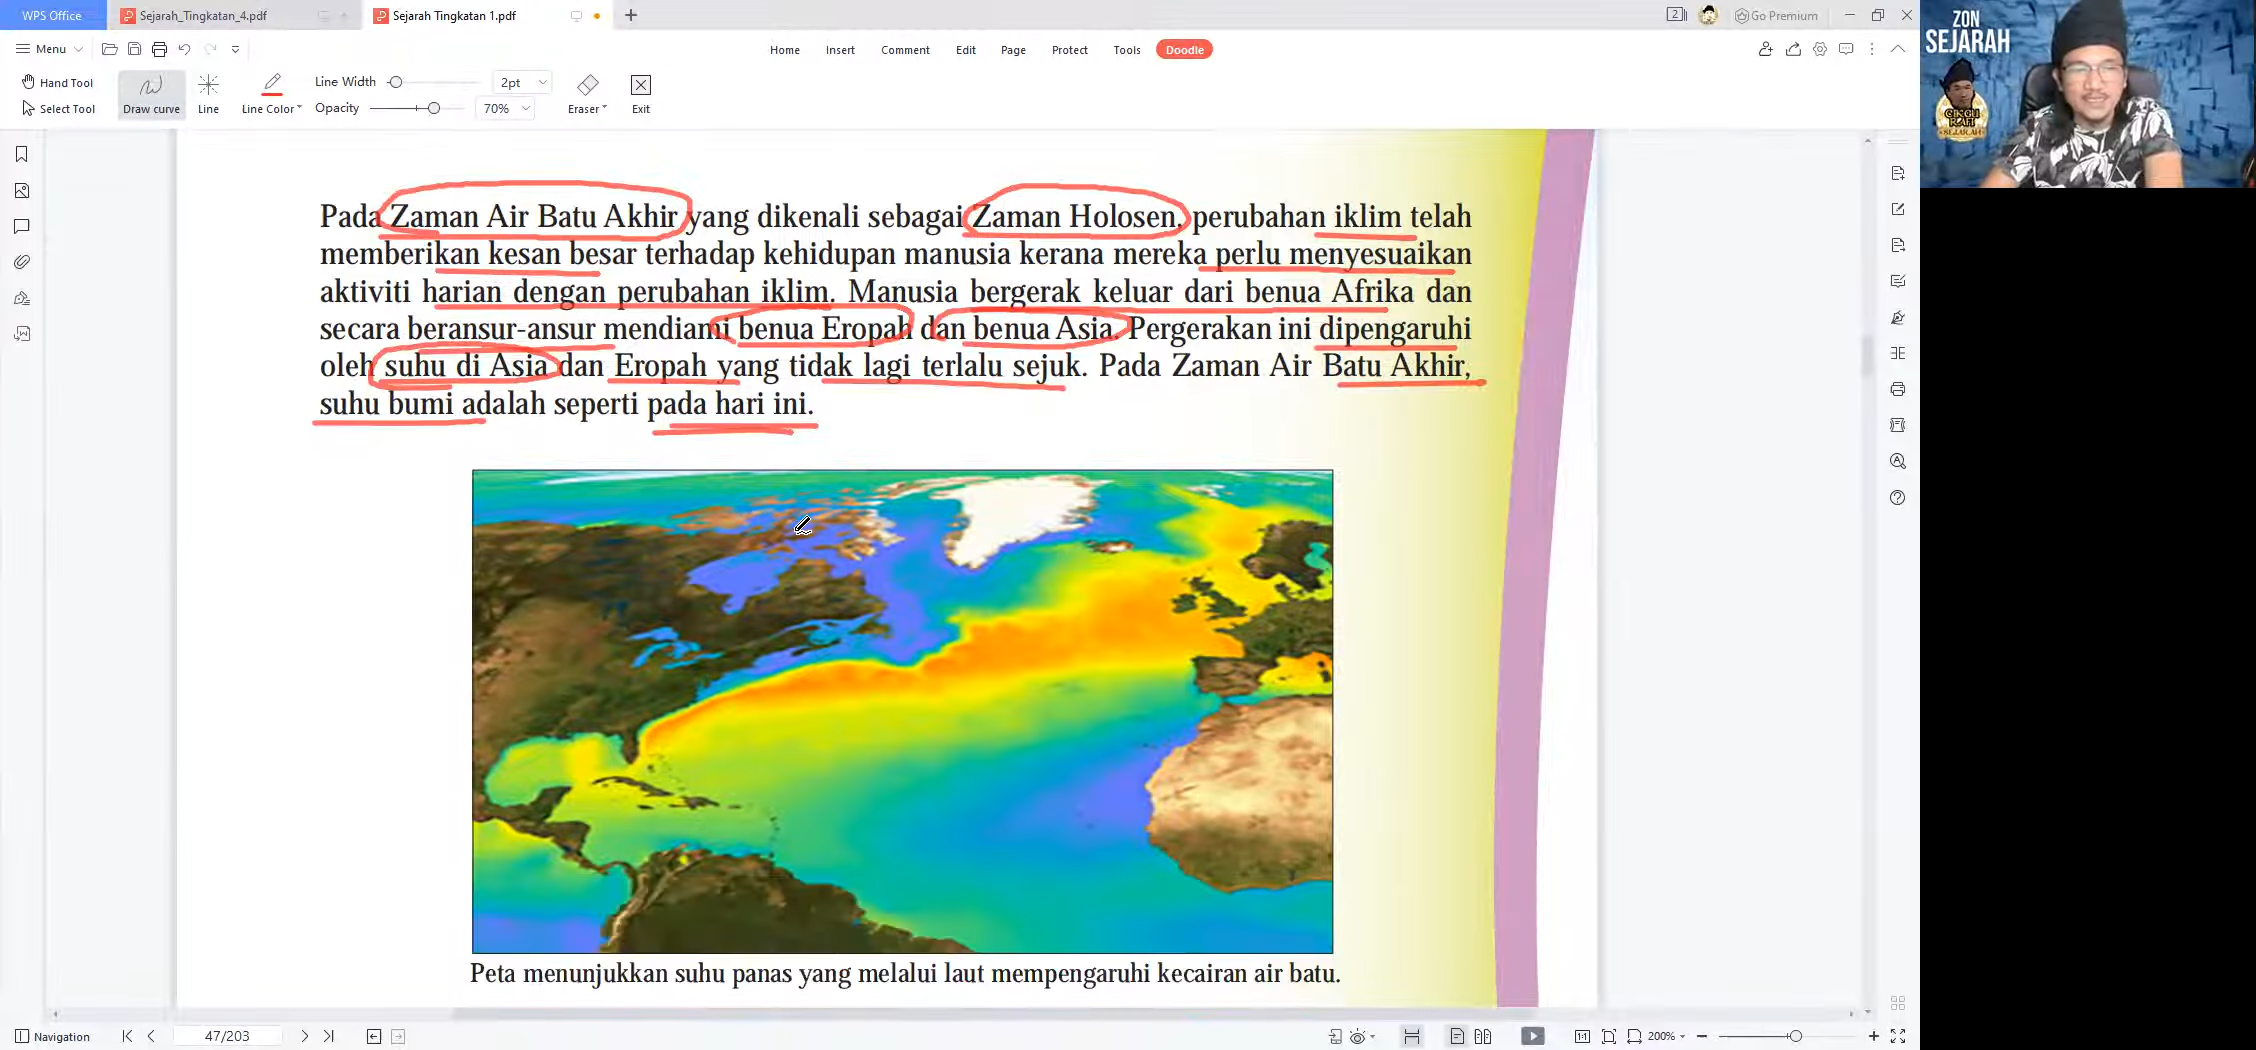 WPS Office
Sejarah_Tingkatan_4.pdf
Sejarah Tingkatan 1.pdf
2
Go Premium
Menu
Home
Insert
Comment
Edit
Page
Protect
Tools
Doodle
Hand Tool
Select Tool
Draw curve
Line
Line Color
Line Width
2pt
Opacity
70%
Eraser
Exit
ZON
SEJARAH
CIKGU
RAFI
SEJARAH
Pada Zaman Air Batu Akhir yang dikenali sebagai Zaman Holosen, perubahan iklim telah
memberikan kesan besar terhadap kehidupan manusia kerana mereka perlu menyesuaikan
aktiviti harian dengan perubahan iklim. Manusia bergerak keluar dari benua Afrika dan
secara beransur-ansur mendiami benua Eropah dan benua Asia. Pergerakan ini dipengaruhi
oleh suhu di Asia dan Eropah yang tidak lagi terlalu sejuk. Pada Zaman Air Batu Akhir,
suhu bumi adalah seperti pada hari ini.
Peta menunjukkan suhu panas yang melalui laut mempengaruhi kecairan air batu.
Navigation
47/203
1:1
200%